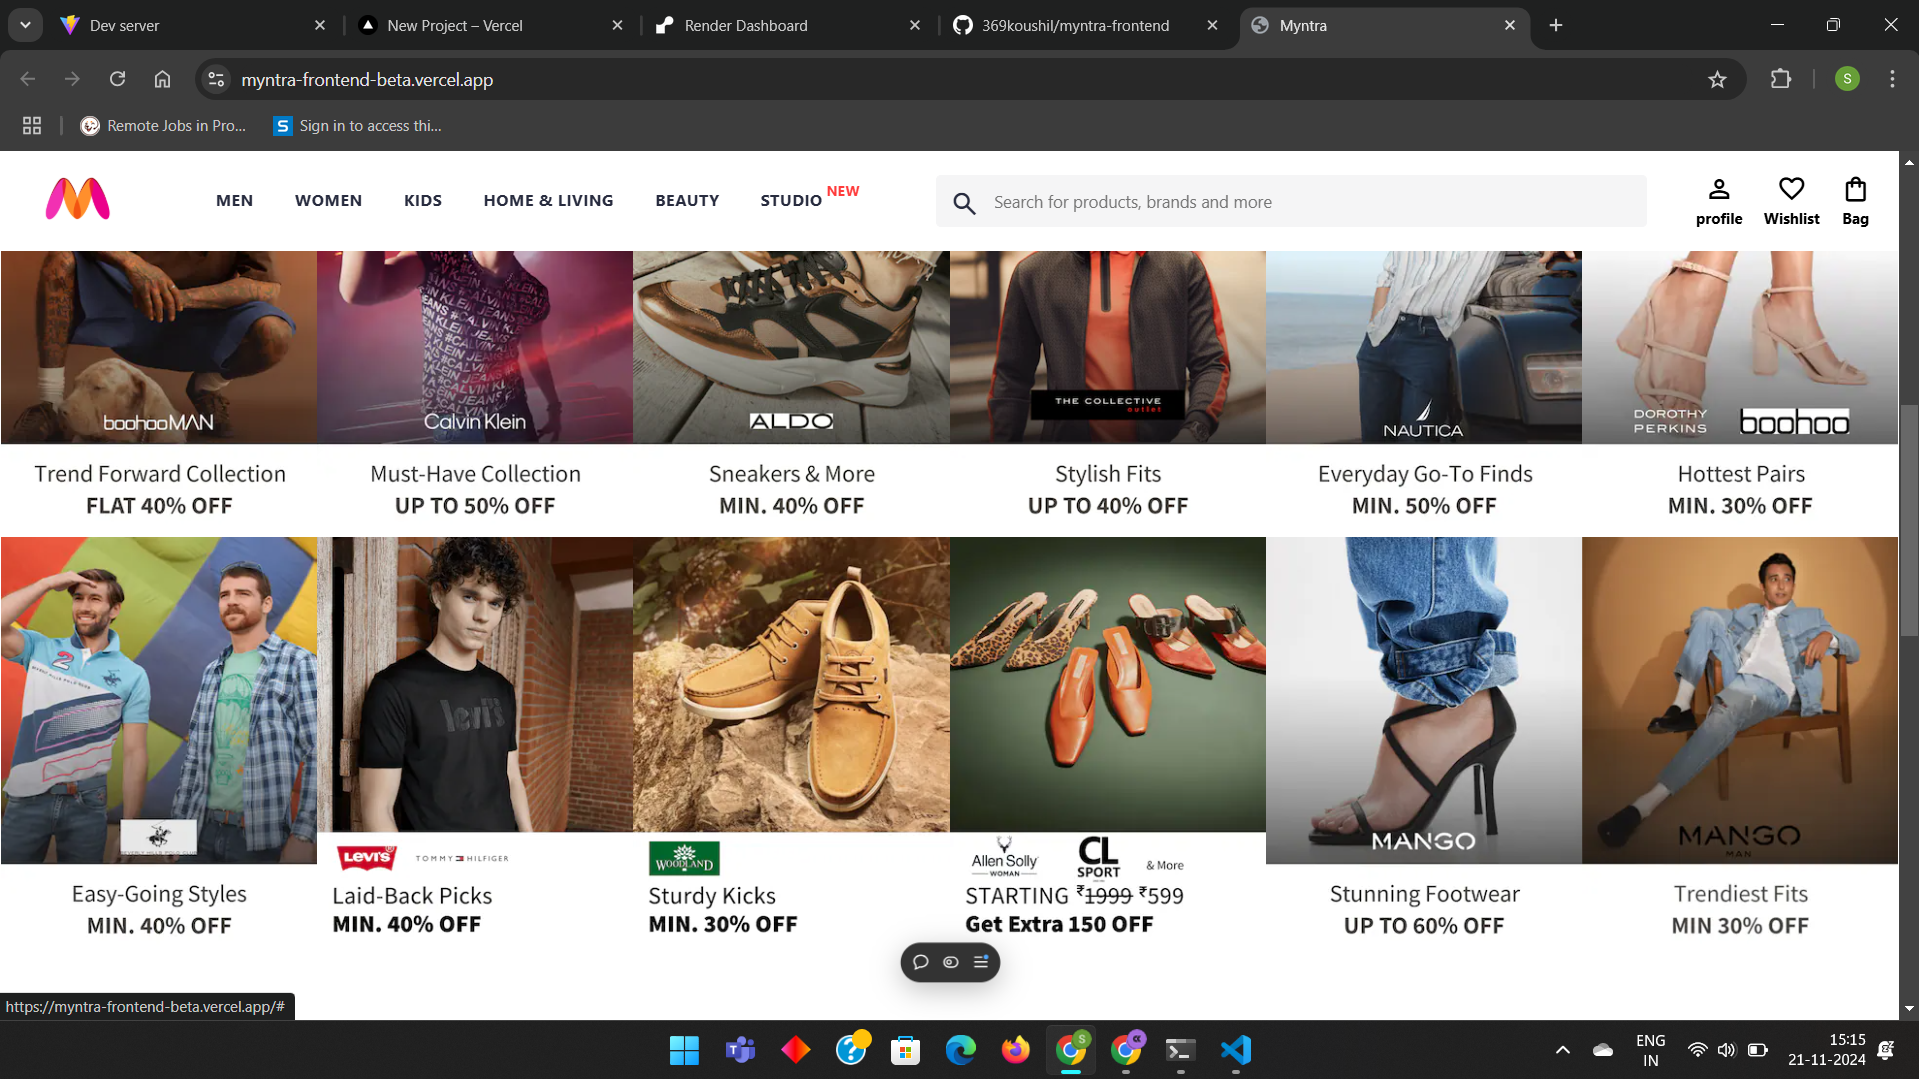 Dev server
New Project – Vercel
Render Dashboard
369koushil/myntra-frontend
Myntra
myntra-frontend-beta.vercel.app
S
Remote Jobs in Pro...
S
Sign in to access thi...
MEN
WOMEN
KIDS
HOME & LIVING
BEAUTY
STUDIO
NEW
Search for products, brands and more
profile
Wishlist
Bag
boohooMAN
Calvin Klein
ALDO
THE COLLECTIVE
outlet
NAUTICA
DOROTHY
PERKINS
boohoo
Trend Forward Collection
FLAT 40% OFF
Must-Have Collection
UP TO 50% OFF
Sneakers & More
MIN. 40% OFF
Stylish Fits
UP TO 40% OFF
Everyday Go-To Finds
MIN. 50% OFF
Hottest Pairs
MIN. 30% OFF
2
levi's
BEVERLY HILLS POLO CLUB
Easy-Going Styles
MIN. 40% OFF
LEVI'S
TOMMY HILFIGER
Laid-Back Picks
MIN. 40% OFF
WOODLAND
Sturdy Kicks
MIN. 30% OFF
Allen Solly
WOMAN
CL
SPORT
& More
STARTING ₹1999 ₹599
Get Extra 150 OFF
MANGO
Stunning Footwear
UP TO 60% OFF
MANGO
MAN
Trendiest Fits
MIN 30% OFF
https://myntra-frontend-beta.vercel.app/#
ENG
IN
15:15
21-11-2024